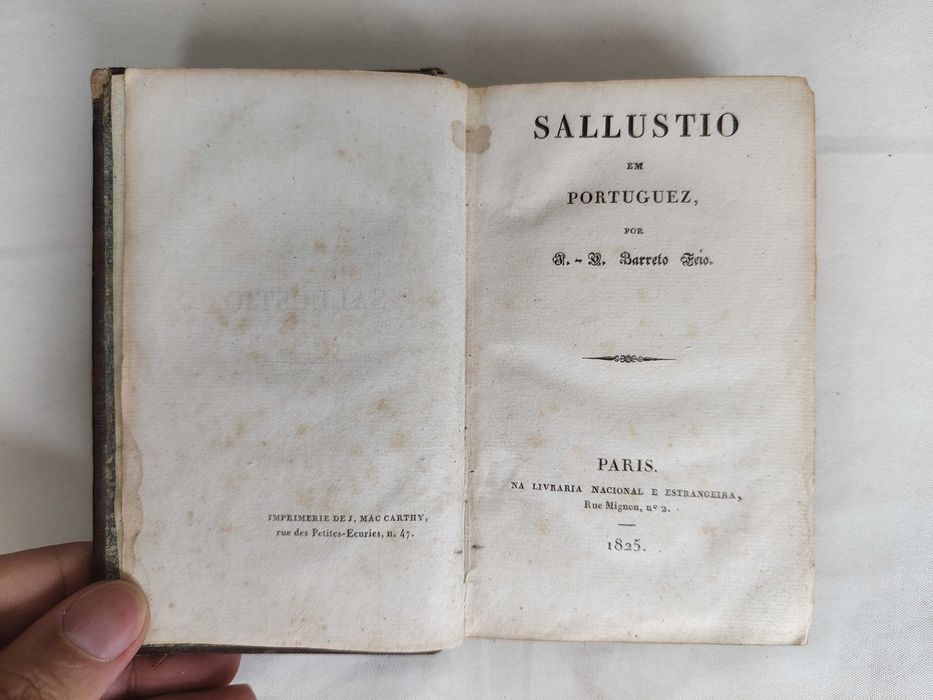 IMPRIMERIE DE J. MAC CARTHY,
rue des Petites-Ecuries, n. 47.
SALLUSTIO
EM
PORTUGUEZ,
POR
J.-V. Barreto Feio.
PARIS.
NA LIVRARIA NACIONAL E ESTRANGEIRA,
Rue Mignon, nº 2.
1825.